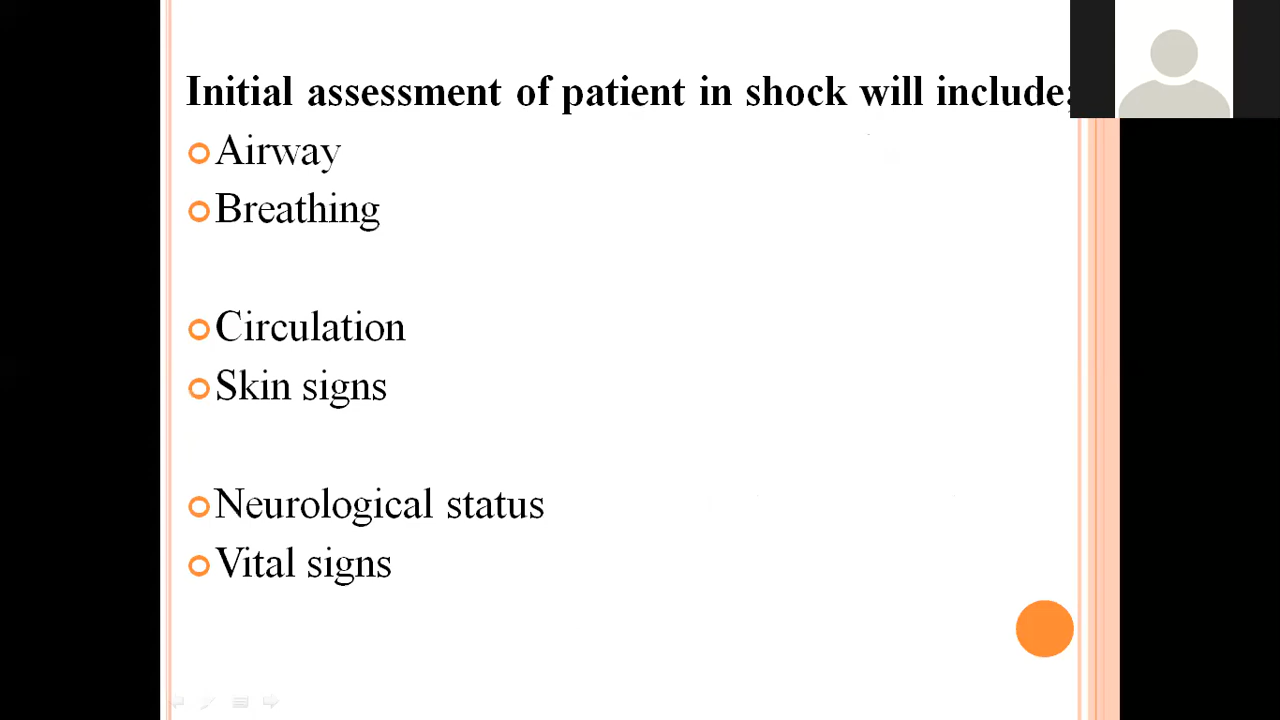 Initial assessment of patient in shock will include;
Airway
Breathing
Circulation
Skin signs
Neurological status
Vital signs